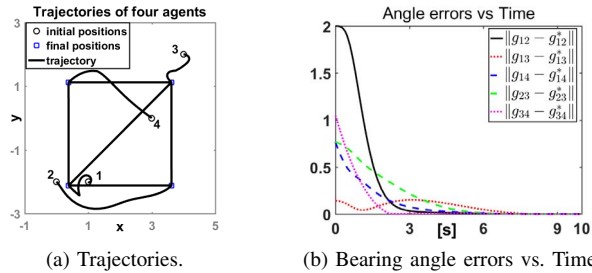 Trajectories of four agents
initial positions
final positions
trajectory
3
4
2
1
y
3
1
-1
-3
-1 1 3 5
x
(a) Trajectories.
Angle errors vs Time
‖g₁₂ − g*₁₂‖
‖g₁₃ − g*₁₃‖
‖g₁₄ − g*₁₄‖
‖g₂₃ − g*₂₃‖
‖g₃₄ − g*₃₄‖
2
1.5
1
0.5
0
0 3 6 9 10
[s]
(b) Bearing angle errors vs. Time